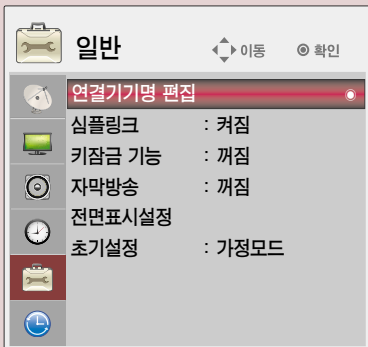 일반 이동 확인
연결기기명 편집
심플링크 : 켜짐
키잠금 기능 : 꺼짐
자막방송 : 꺼짐
전면표시설정
초기설정 : 가정모드